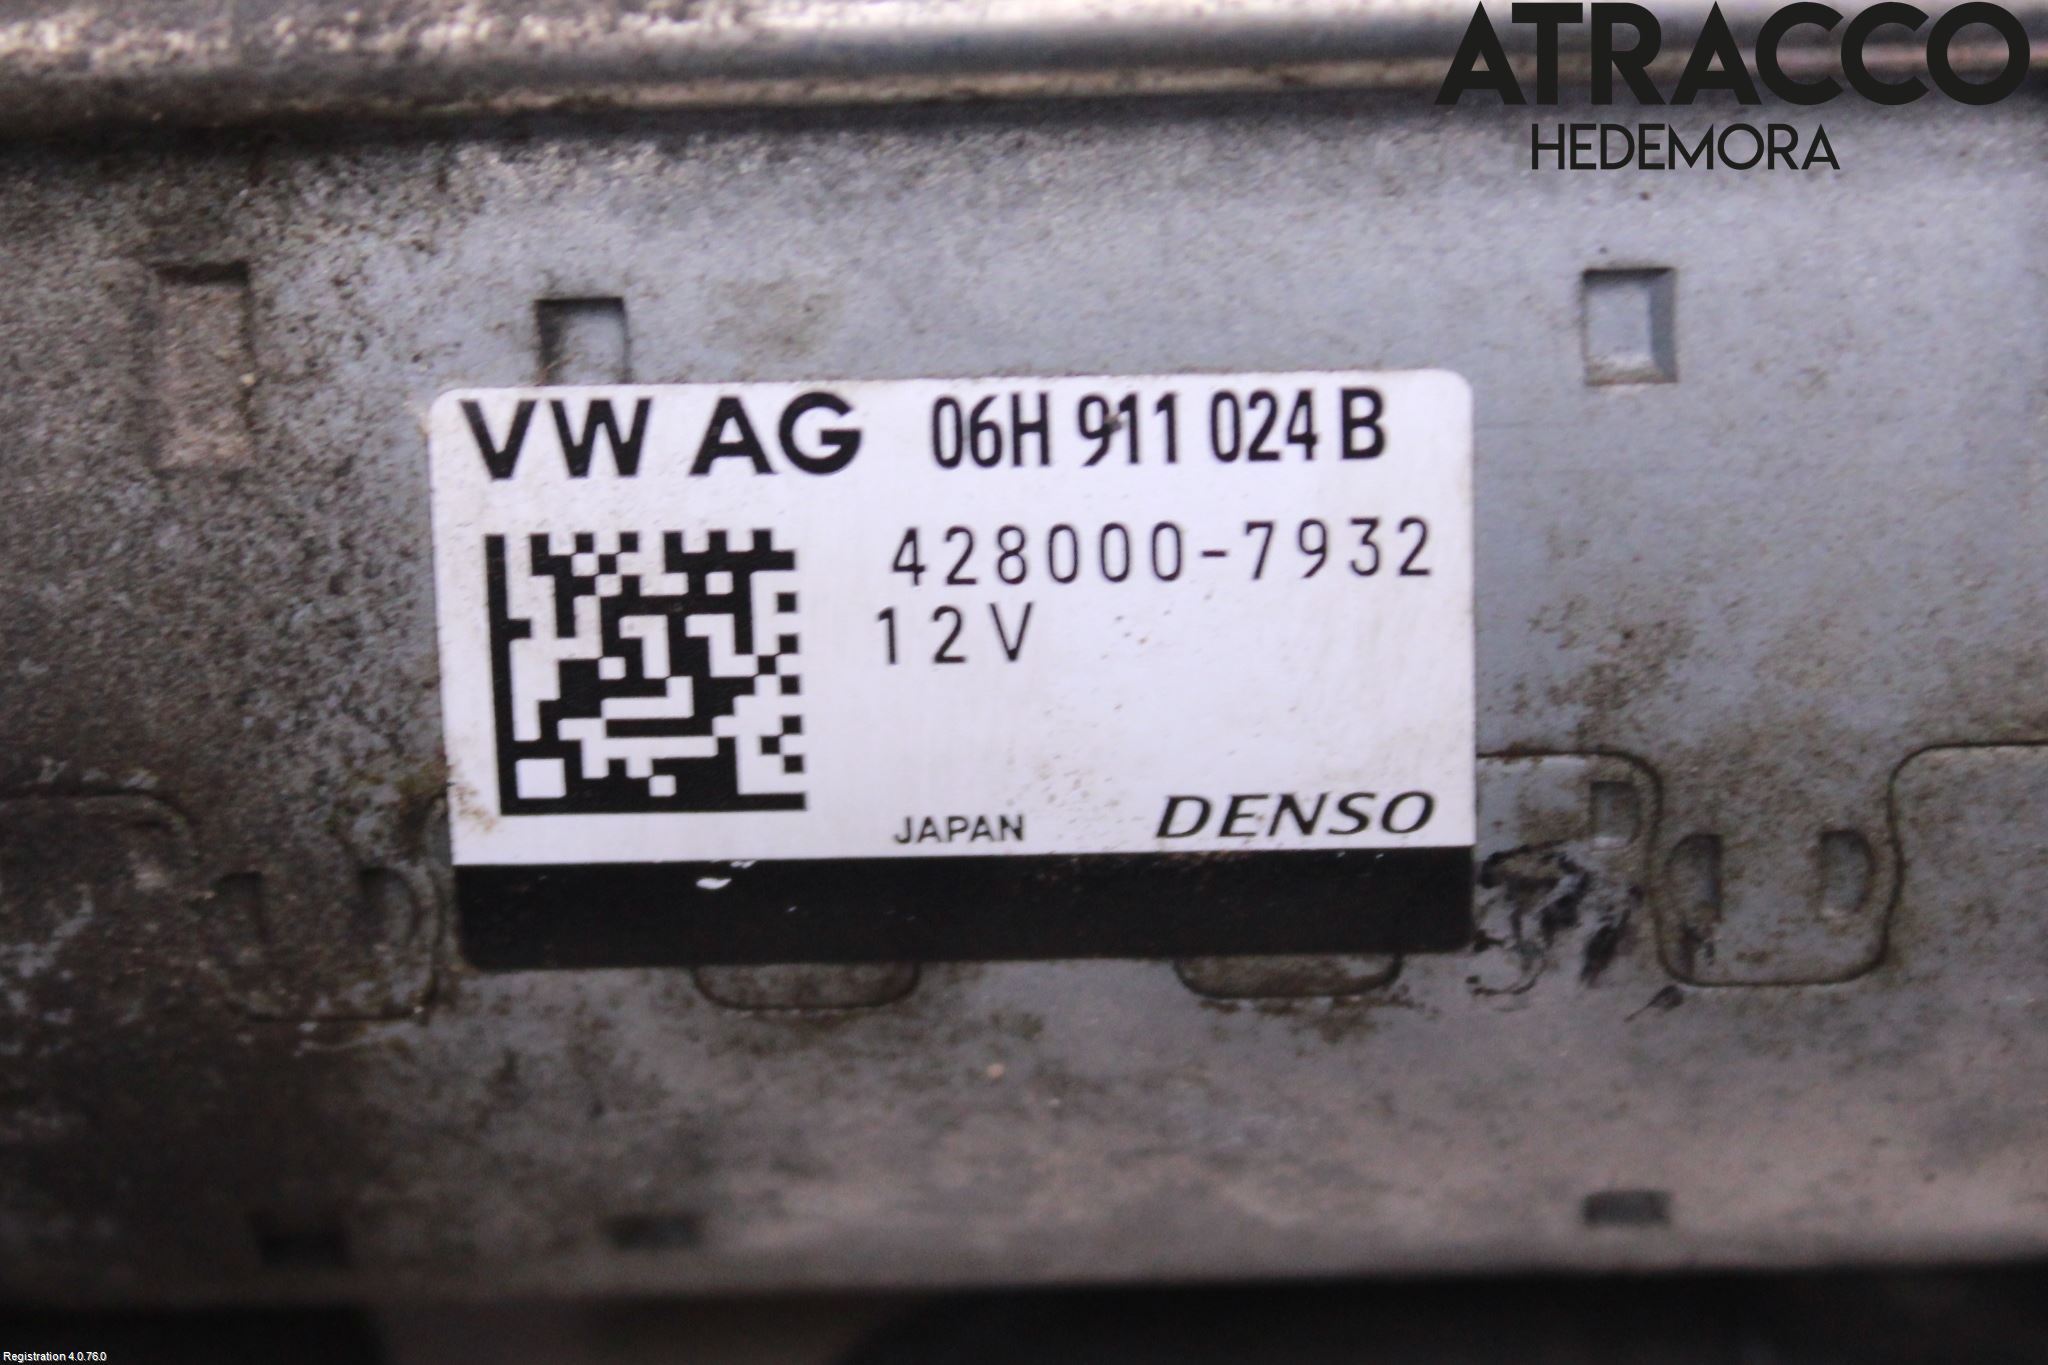 ATRACCO
HEDEMORA
VW AG 06H 911 024 B
428000-7932
12V
JAPAN DENSO
Registration 4.0.76.0